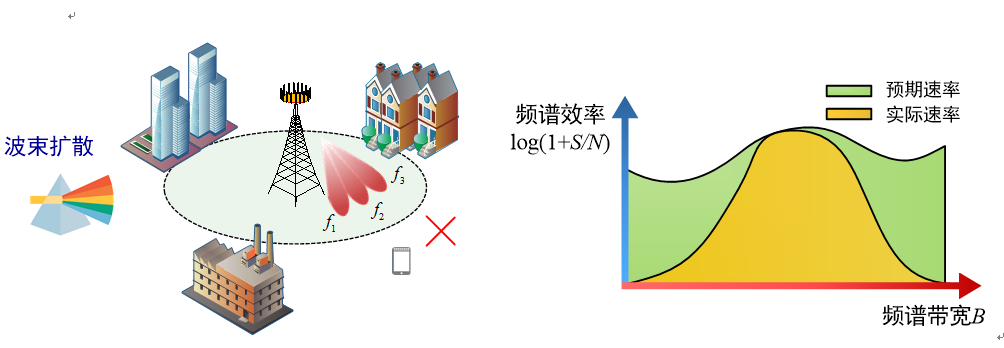 波束扩散
f1
f2
f3
频谱效率
log(1+S/N)
预期速率
实际速率
频谱带宽B